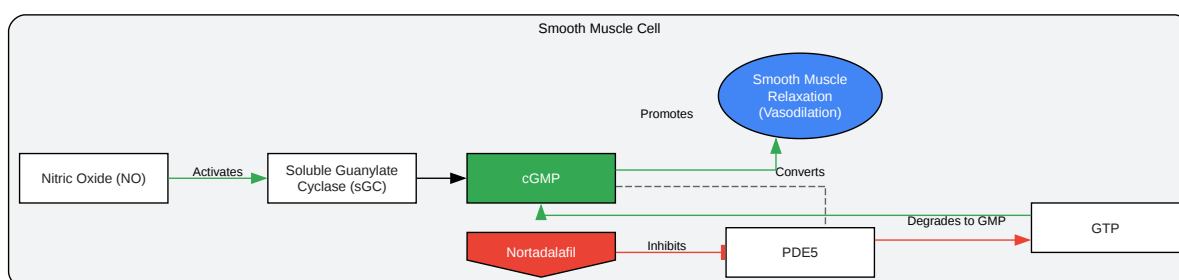 Smooth Muscle Cell
Smooth Muscle
Relaxation
(Vasodilation)
Promotes
Nitric Oxide (NO)
Activates
Soluble Guanylate
Cyclase (sGC)
cGMP
Converts
Degrades to GMP
GTP
Nortadalafil
Inhibits
PDE5